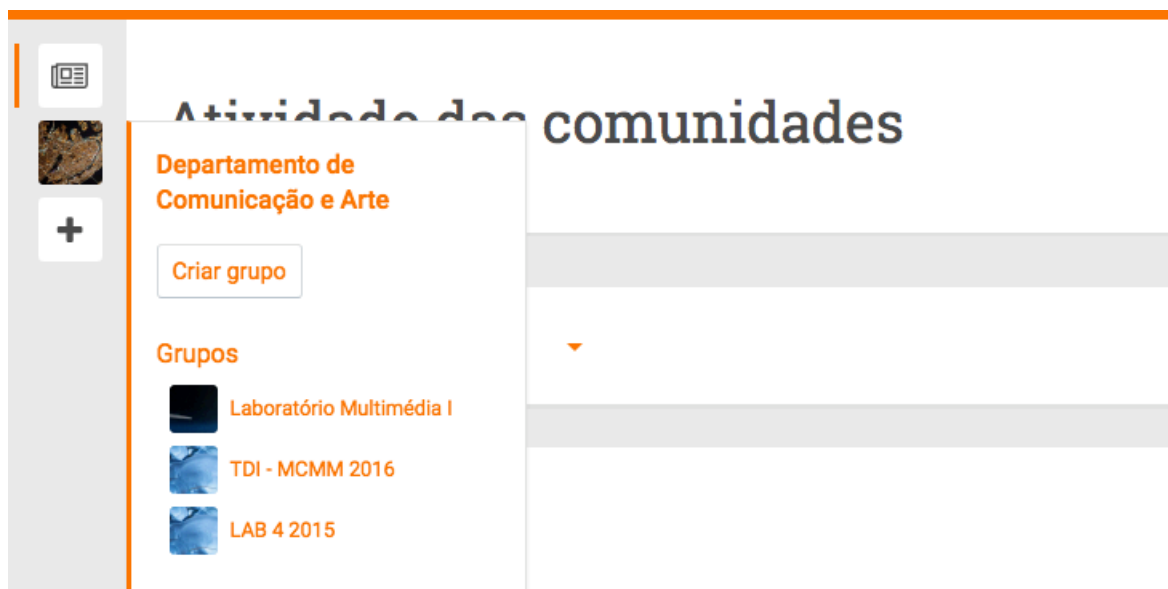 Atividade das comunidades
Departamento de
Comunicação e Arte
Criar grupo
Grupos
Laboratório Multimédia I
TDI - MCMM 2016
LAB 4 2015